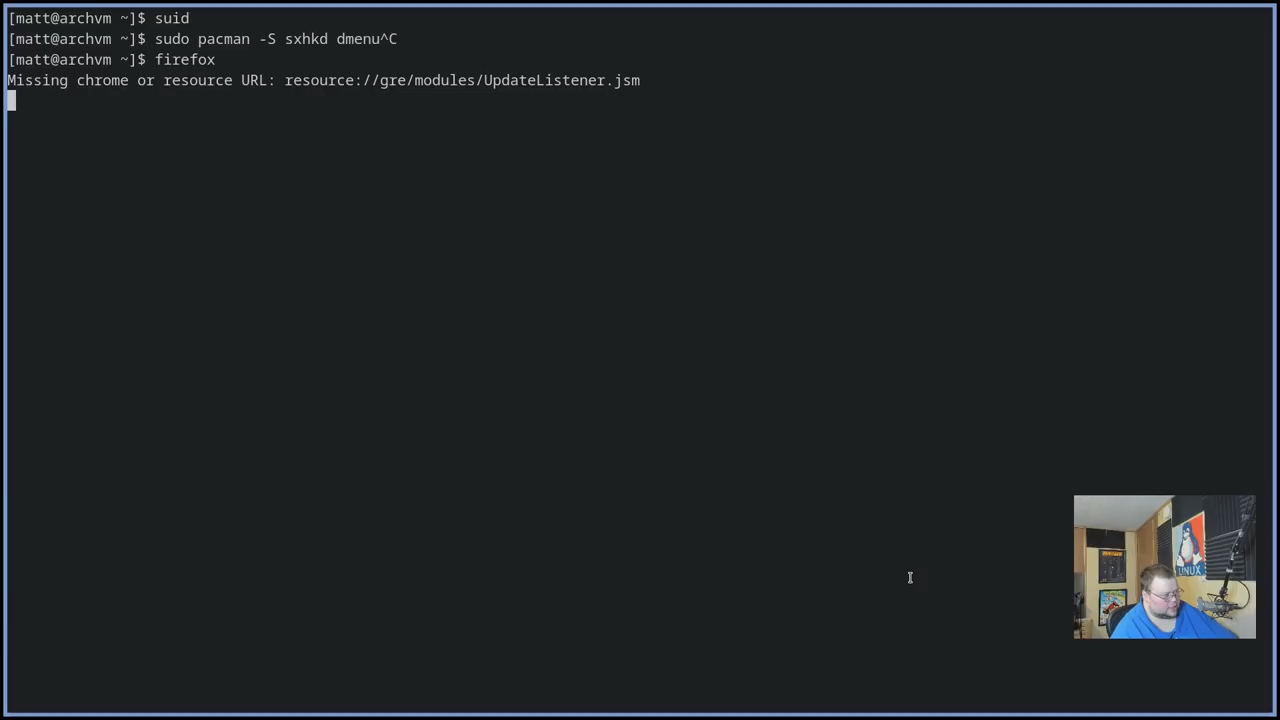 [matt@archvm ~]$ suid
[matt@archvm ~]$ sudo pacman -S sxhkd dmenu^C
[matt@archvm ~]$ firefox
Missing chrome or resource URL: resource://gre/modules/UpdateListener.jsm
LINUX